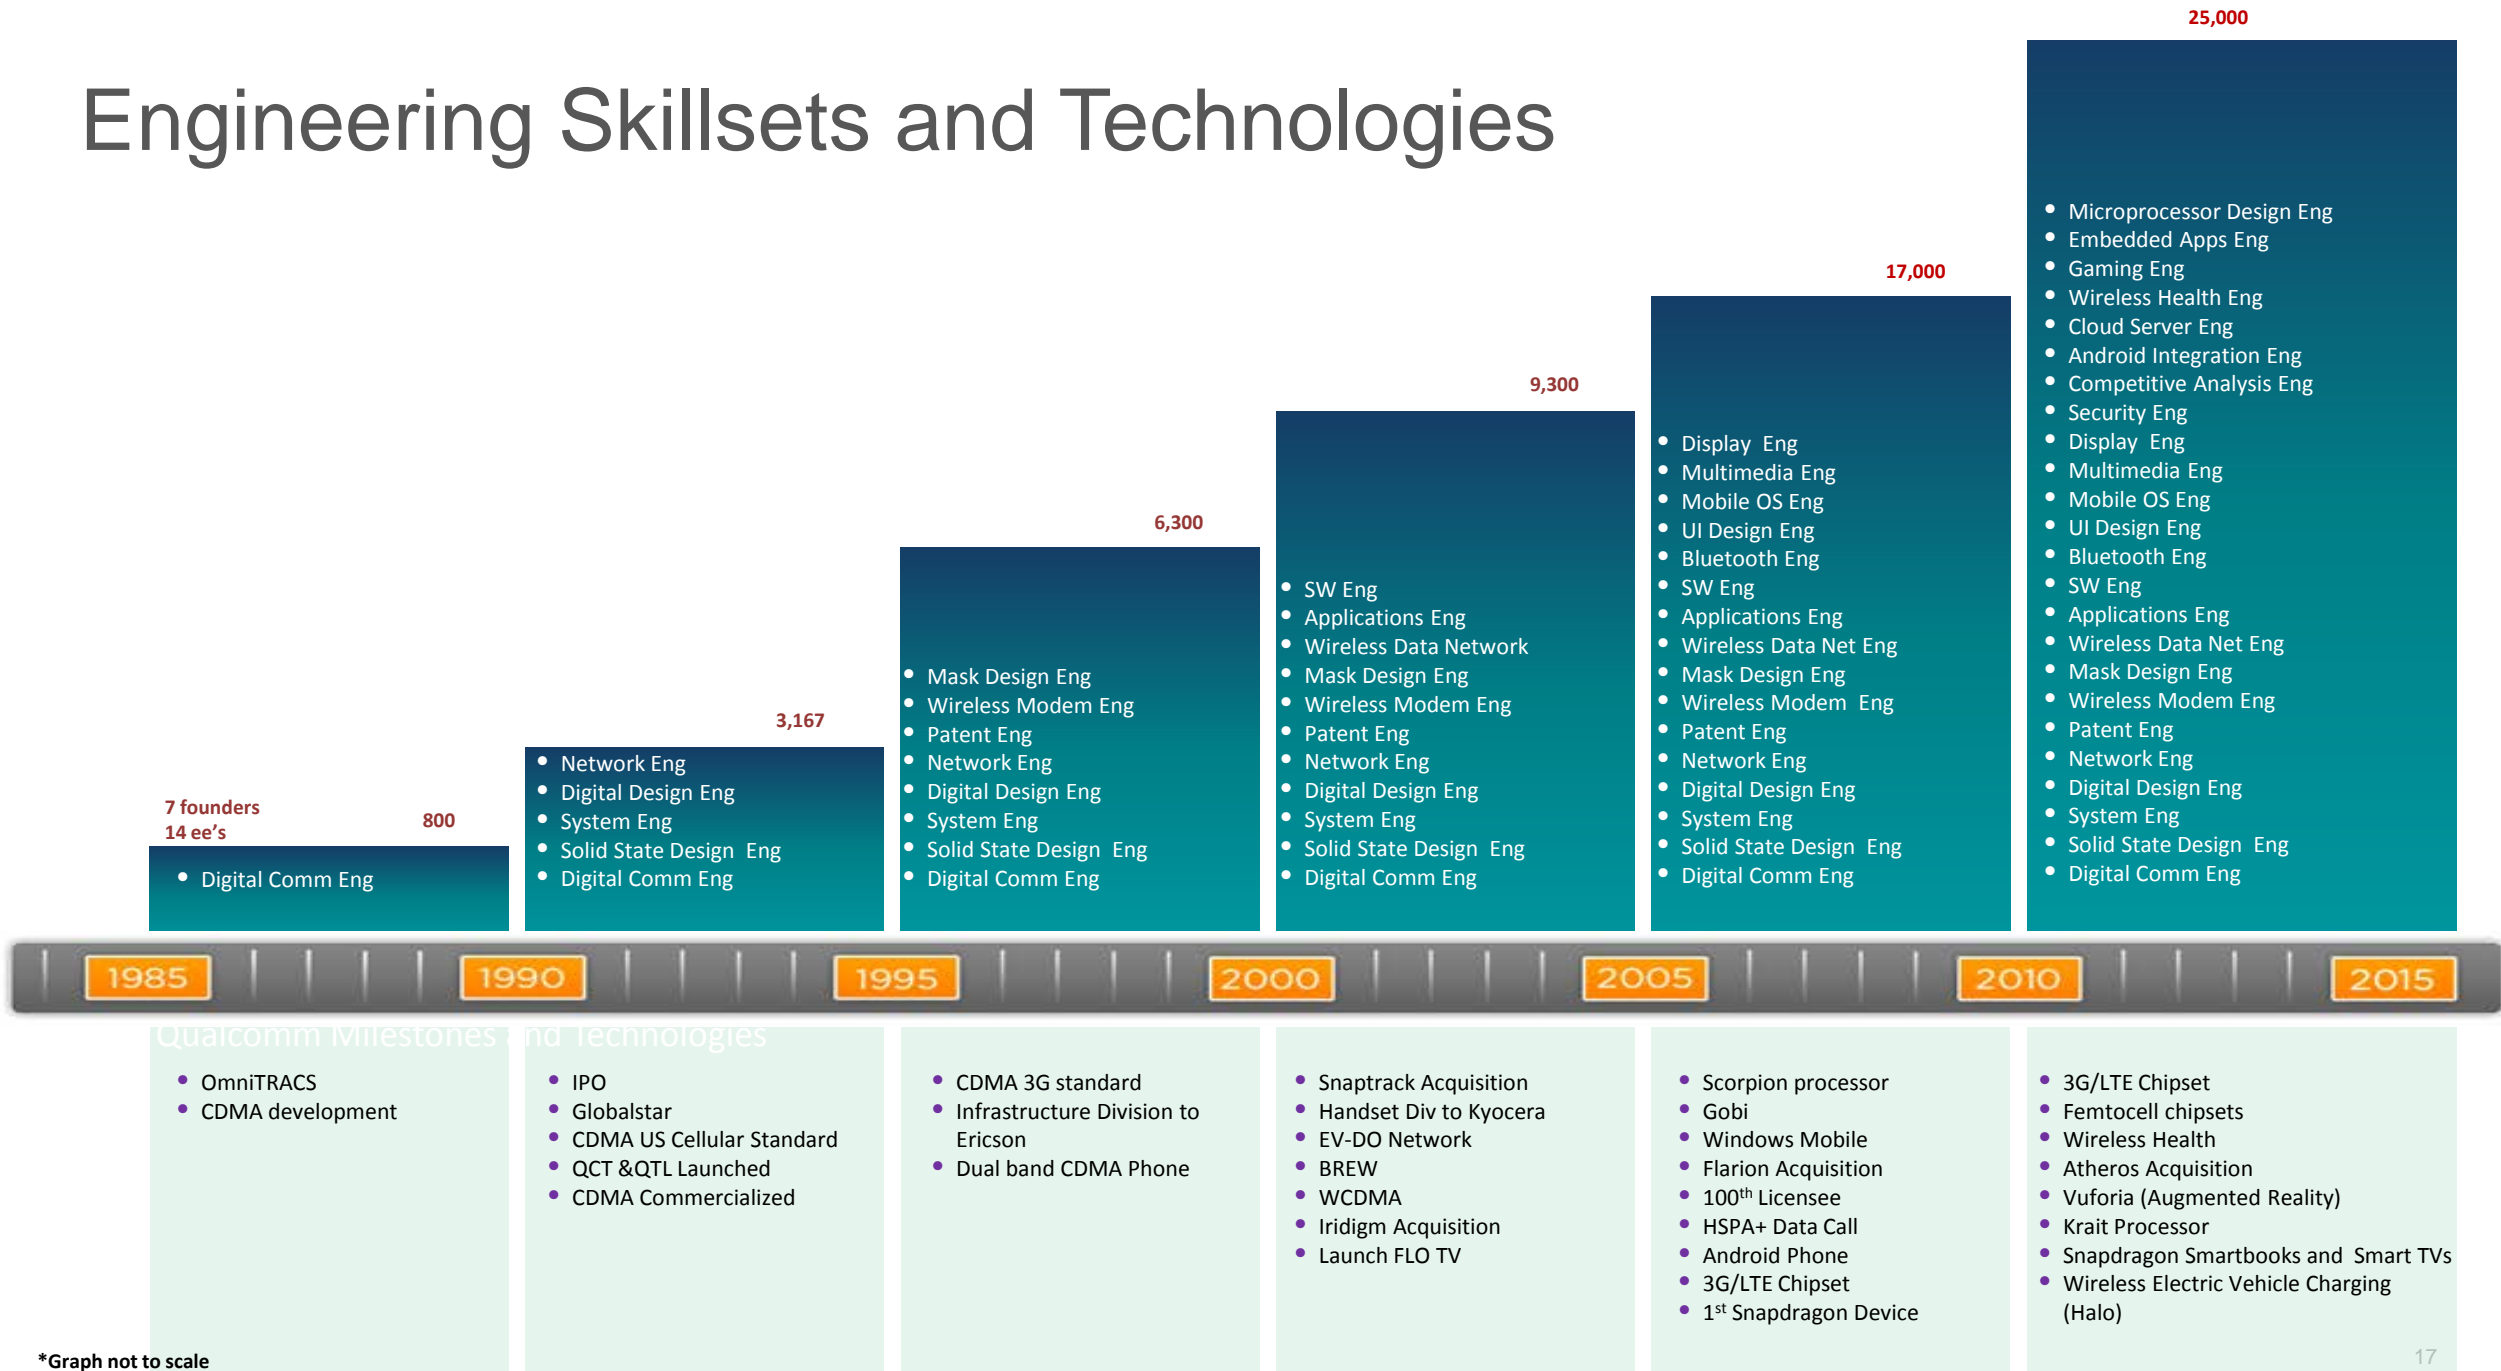 Engineering Skillsets and Technologies
7 founders
14 ee's
800
• Digital Comm Eng
3,167
• Network Eng
• Digital Design Eng
• System Eng
• Solid State Design  Eng
• Digital Comm Eng
6,300
• Mask Design Eng
• Wireless Modem Eng
• Patent Eng
• Network Eng
• Digital Design Eng
• System Eng
• Solid State Design  Eng
• Digital Comm Eng
9,300
• SW Eng
• Applications Eng
• Wireless Data Network
• Mask Design Eng
• Wireless Modem Eng
• Patent Eng
• Network Eng
• Digital Design Eng
• System Eng
• Solid State Design  Eng
• Digital Comm Eng
17,000
• Display  Eng
• Multimedia Eng
• Mobile OS Eng
• UI Design Eng
• Bluetooth Eng
• SW Eng
• Applications Eng
• Wireless Data Net Eng
• Mask Design Eng
• Wireless Modem  Eng
• Patent Eng
• Network Eng
• Digital Design Eng
• System Eng
• Solid State Design  Eng
• Digital Comm Eng
25,000
• Microprocessor Design Eng
• Embedded Apps Eng
• Gaming Eng
• Wireless Health Eng
• Cloud Server Eng
• Android Integration Eng
• Competitive Analysis Eng
• Security Eng
• Display  Eng
• Multimedia Eng
• Mobile OS Eng
• UI Design Eng
• Bluetooth Eng
• SW Eng
• Applications Eng
• Wireless Data Net Eng
• Mask Design Eng
• Wireless Modem Eng
• Patent Eng
• Network Eng
• Digital Design Eng
• System Eng
• Solid State Design  Eng
• Digital Comm Eng
1985 1990 1995 2000 2005 2010 2015
Qualcomm Milestones and Technologies
• OmniTRACS
• CDMA development
• IPO
• Globalstar
• CDMA US Cellular Standard
• QCT &QTL Launched
• CDMA Commercialized
• CDMA 3G standard
• Infrastructure Division to
Ericson
• Dual band CDMA Phone
• Snaptrack Acquisition
• Handset Div to Kyocera
• EV-DO Network
• BREW
• WCDMA
• Iridigm Acquisition
• Launch FLO TV
• Scorpion processor
• Gobi
• Windows Mobile
• Flarion Acquisition
• 100th Licensee
• HSPA+ Data Call
• Android Phone
• 3G/LTE Chipset
• 1st Snapdragon Device
• 3G/LTE Chipset
• Femtocell chipsets
• Wireless Health
• Atheros Acquisition
• Vuforia (Augmented Reality)
• Krait Processor
• Snapdragon Smartbooks and  Smart TVs
• Wireless Electric Vehicle Charging
(Halo)
*Graph not to scale
17